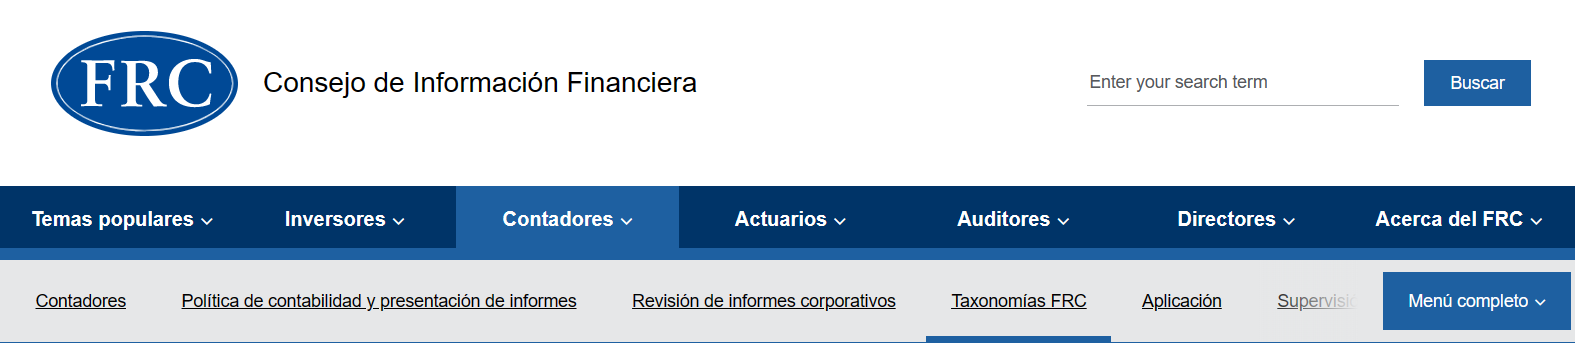 FRC
Consejo de Información Financiera
Enter your search term
Buscar
Temas populares Inversores Contadores Actuarios Auditores Directores Acerca del FRC
Contadores Política de contabilidad y presentación de informes Revisión de informes corporativos Taxonomías FRC Aplicación Menú completo